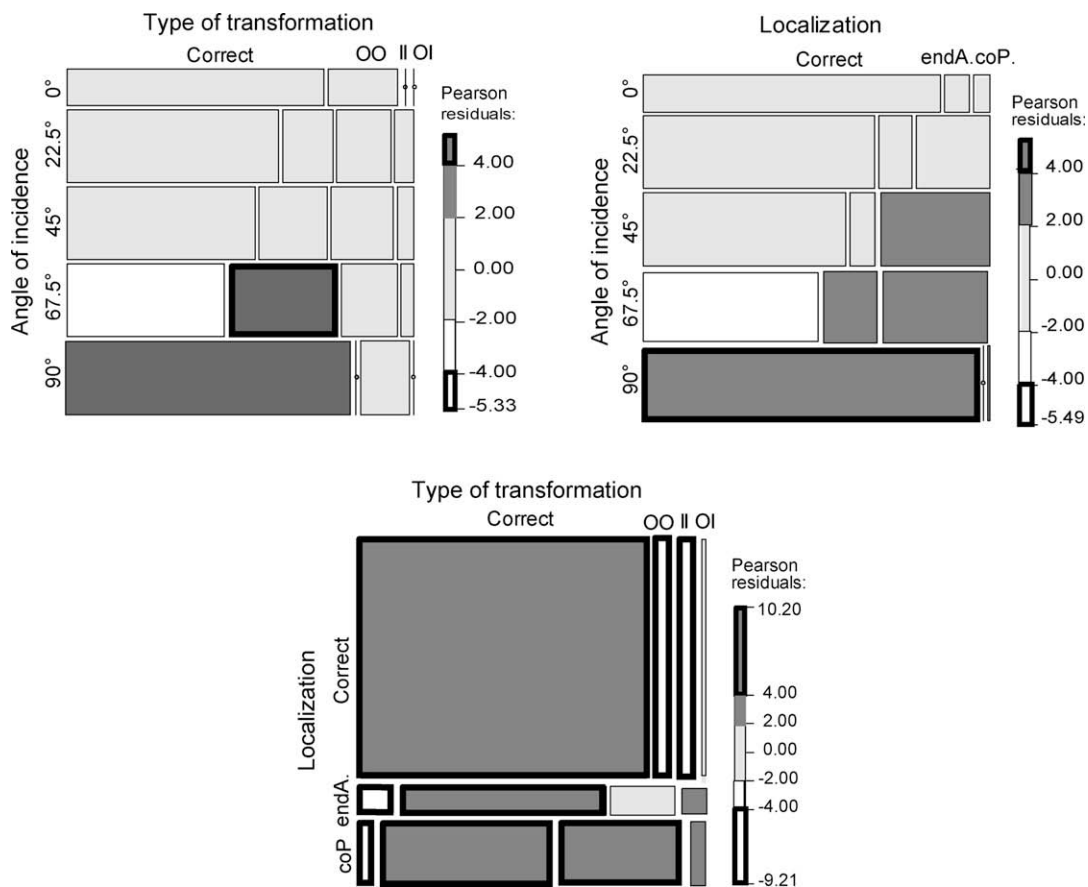 Type of transformation
Correct OO II OI
Angle of incidence
0°
22.5°
45°
67.5°
90°
Pearson
residuals:
4.00
2.00
0.00
-2.00
-4.00
-5.33
Localization
Correct endA. coP.
Angle of incidence
0°
22.5°
45°
67.5°
90°
Pearson
residuals:
4.00
2.00
0.00
-2.00
-4.00
-5.49
Type of transformation
Correct OO II OI
Localization
Correct
endA.
coP
Pearson
residuals:
10.20
4.00
2.00
0.00
-2.00
-4.00
-9.21